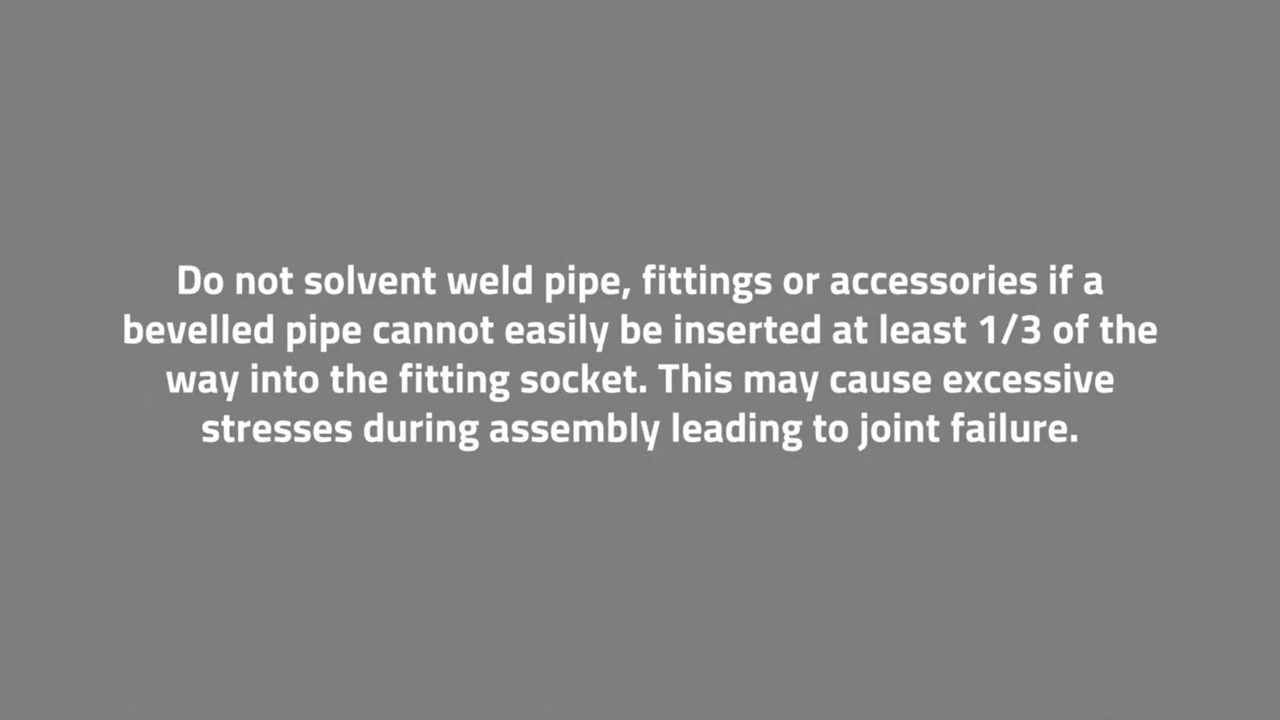 Do not solvent weld pipe, fittings or accessories if a
bevelled pipe cannot easily be inserted at least 1/3 of the
way into the fitting socket. This may cause excessive
stresses during assembly leading to joint failure.